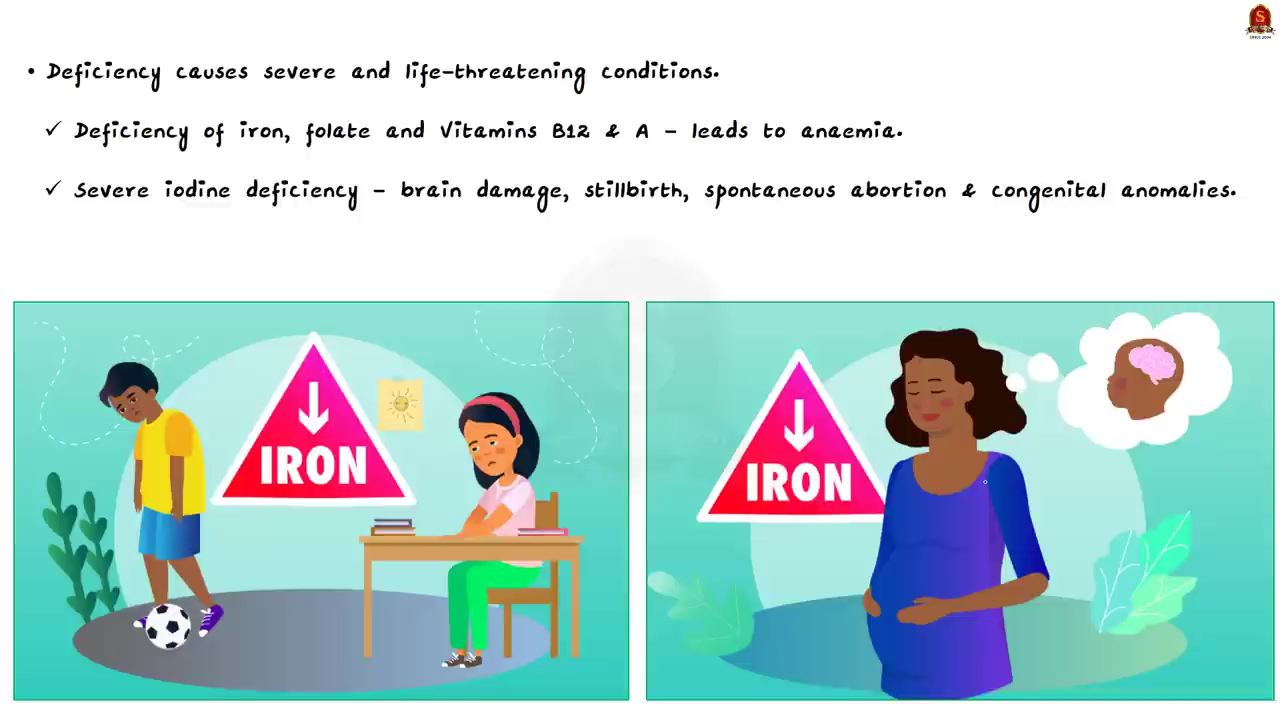 • Deficiency causes severe and life-threatening conditions.
✓ Deficiency of iron, folate and Vitamins B12 & A - leads to anaemia.
✓ Severe iodine deficiency - brain damage, stillbirth, spontaneous abortion & congenital anomalies.
IRON
IRON